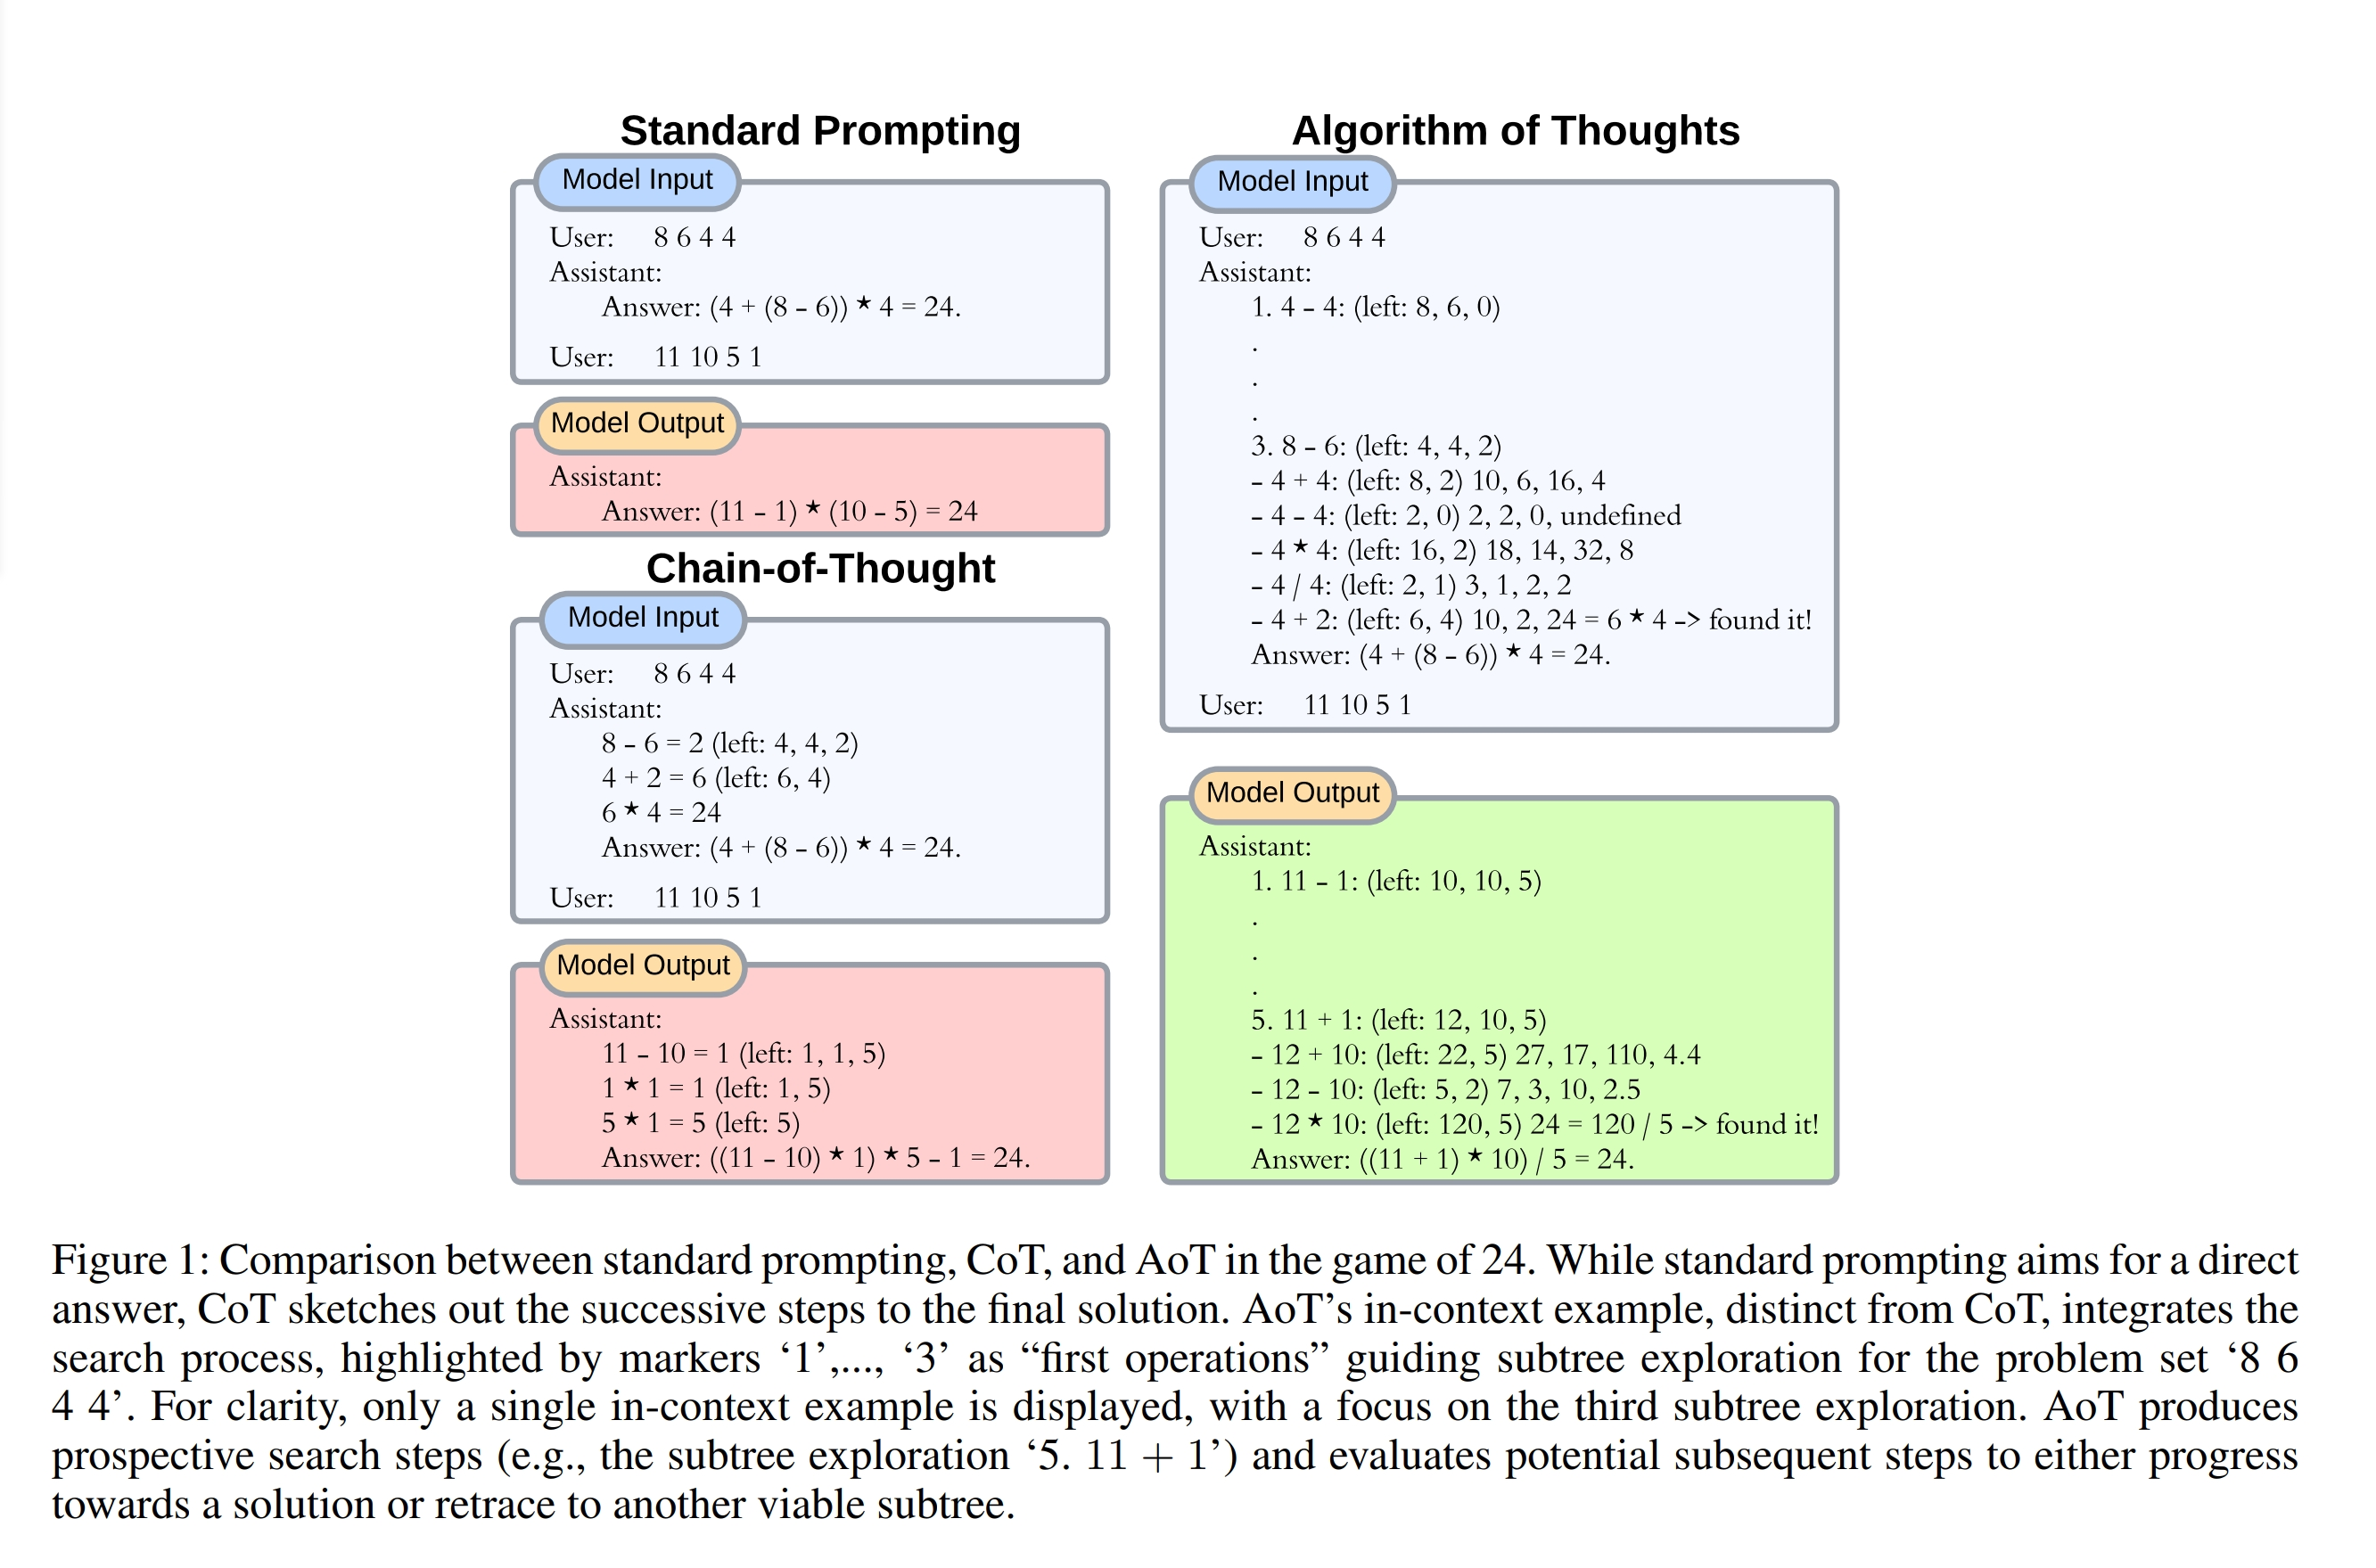 Standard Prompting
Model Input
User: 8 6 4 4
Assistant:
Answer: (4 + (8 – 6)) ★ 4 = 24.
User: 11 10 5 1
Model Output
Assistant:
Answer: (11 – 1) ★ (10 – 5) = 24
Chain-of-Thought
Model Input
User: 8 6 4 4
Assistant:
8 – 6 = 2 (left: 4, 4, 2)
4 + 2 = 6 (left: 6, 4)
6 ★ 4 = 24
Answer: (4 + (8 – 6)) ★ 4 = 24.
User: 11 10 5 1
Model Output
Assistant:
11 – 10 = 1 (left: 1, 1, 5)
1 ★ 1 = 1 (left: 1, 5)
5 ★ 1 = 5 (left: 5)
Answer: ((11 – 10) ★ 1) ★ 5 – 1 = 24.
Algorithm of Thoughts
Model Input
User: 8 6 4 4
Assistant:
1. 4 – 4: (left: 8, 6, 0)
.
.
.
3. 8 – 6: (left: 4, 4, 2)
– 4 + 4: (left: 8, 2) 10, 6, 16, 4
– 4 – 4: (left: 2, 0) 2, 2, 0, undefined
– 4 ★ 4: (left: 16, 2) 18, 14, 32, 8
– 4 / 4: (left: 2, 1) 3, 1, 2, 2
– 4 + 2: (left: 6, 4) 10, 2, 24 = 6 ★ 4 –> found it!
Answer: (4 + (8 – 6)) ★ 4 = 24.
User: 11 10 5 1
Model Output
Assistant:
1. 11 – 1: (left: 10, 10, 5)
.
.
.
5. 11 + 1: (left: 12, 10, 5)
– 12 + 10: (left: 22, 5) 27, 17, 110, 4.4
– 12 – 10: (left: 5, 2) 7, 3, 10, 2.5
– 12 ★ 10: (left: 120, 5) 24 = 120 / 5 –> found it!
Answer: ((11 + 1) ★ 10) / 5 = 24.
Figure 1: Comparison between standard prompting, CoT, and AoT in the game of 24. While standard prompting aims for a direct
answer, CoT sketches out the successive steps to the final solution. AoT’s in-context example, distinct from CoT, integrates the
search process, highlighted by markers ‘1’,..., ‘3’ as “first operations” guiding subtree exploration for the problem set ‘8 6
4 4’. For clarity, only a single in-context example is displayed, with a focus on the third subtree exploration. AoT produces
prospective search steps (e.g., the subtree exploration ‘5. 11 + 1’) and evaluates potential subsequent steps to either progress
towards a solution or retrace to another viable subtree.